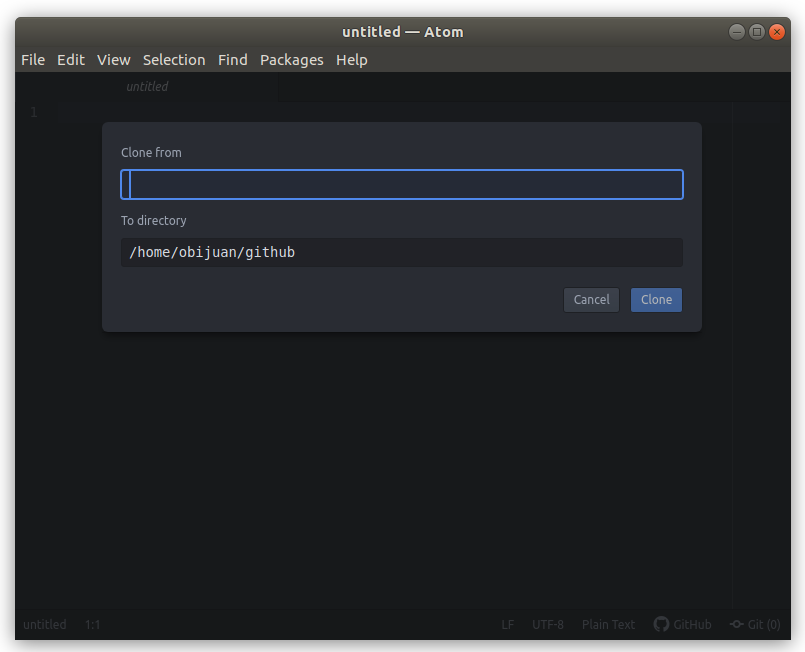 untitled — Atom
File Edit View Selection Find Packages Help
untitled
1
Clone from
To directory
/home/obijuan/github
Cancel Clone
untitled 1:1 LF UTF-8 Plain Text GitHub Git (0)